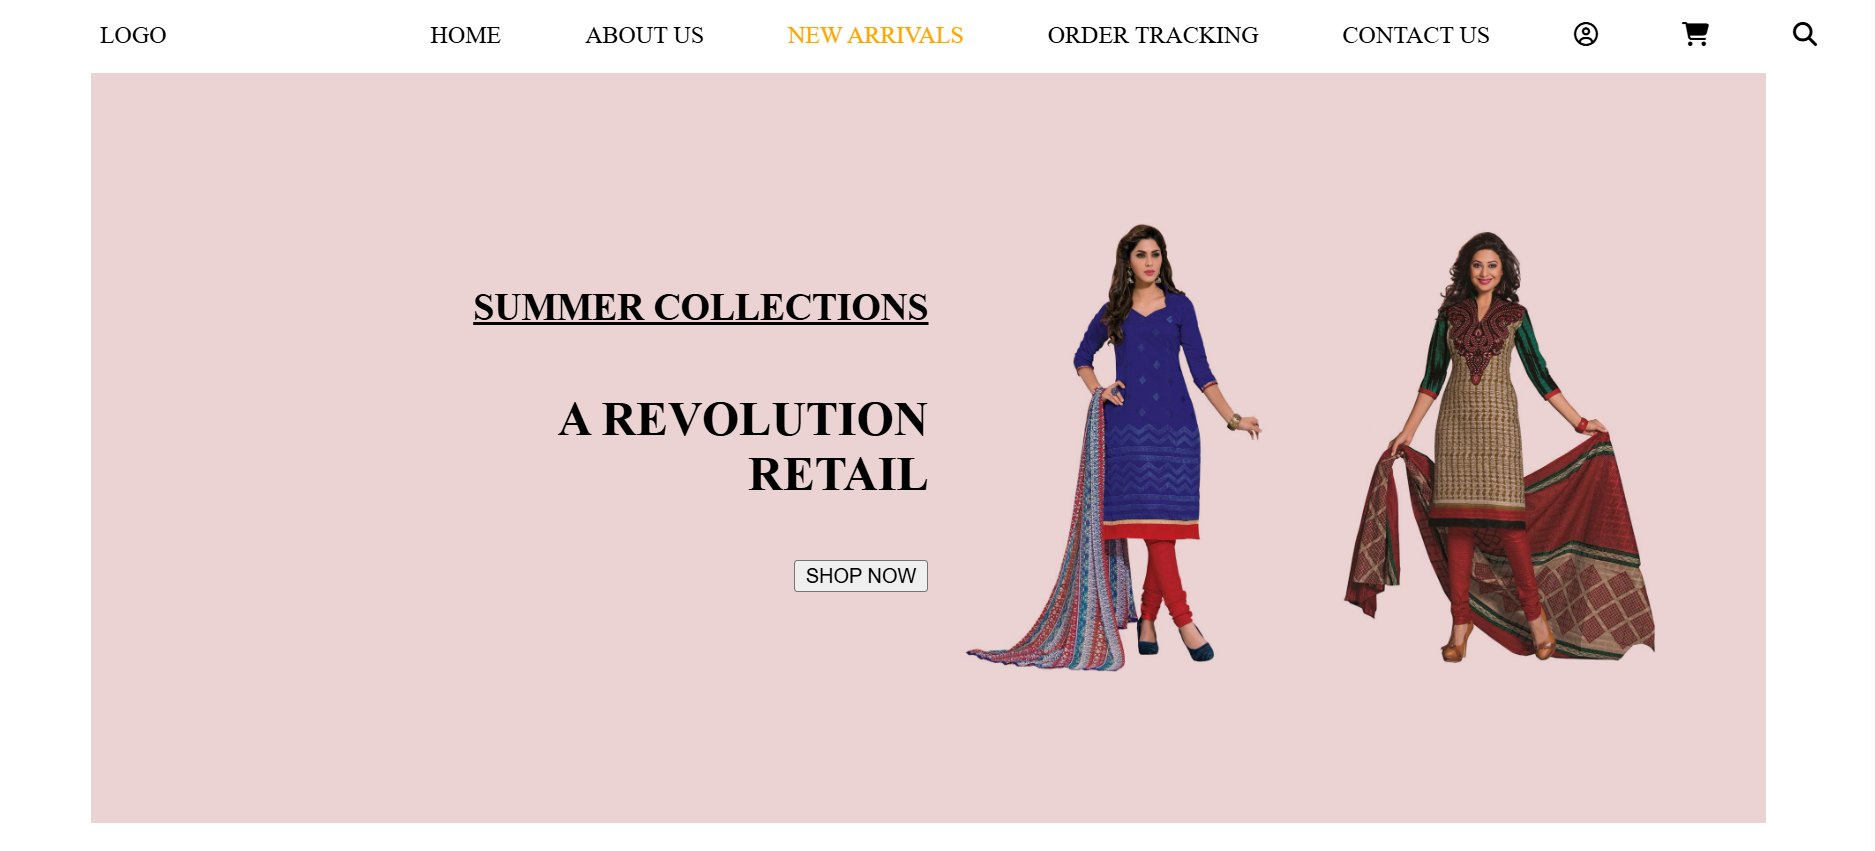 LOGO HOME ABOUT US NEW ARRIVALS ORDER TRACKING CONTACT US
SUMMER COLLECTIONS
A REVOLUTION
RETAIL
SHOP NOW